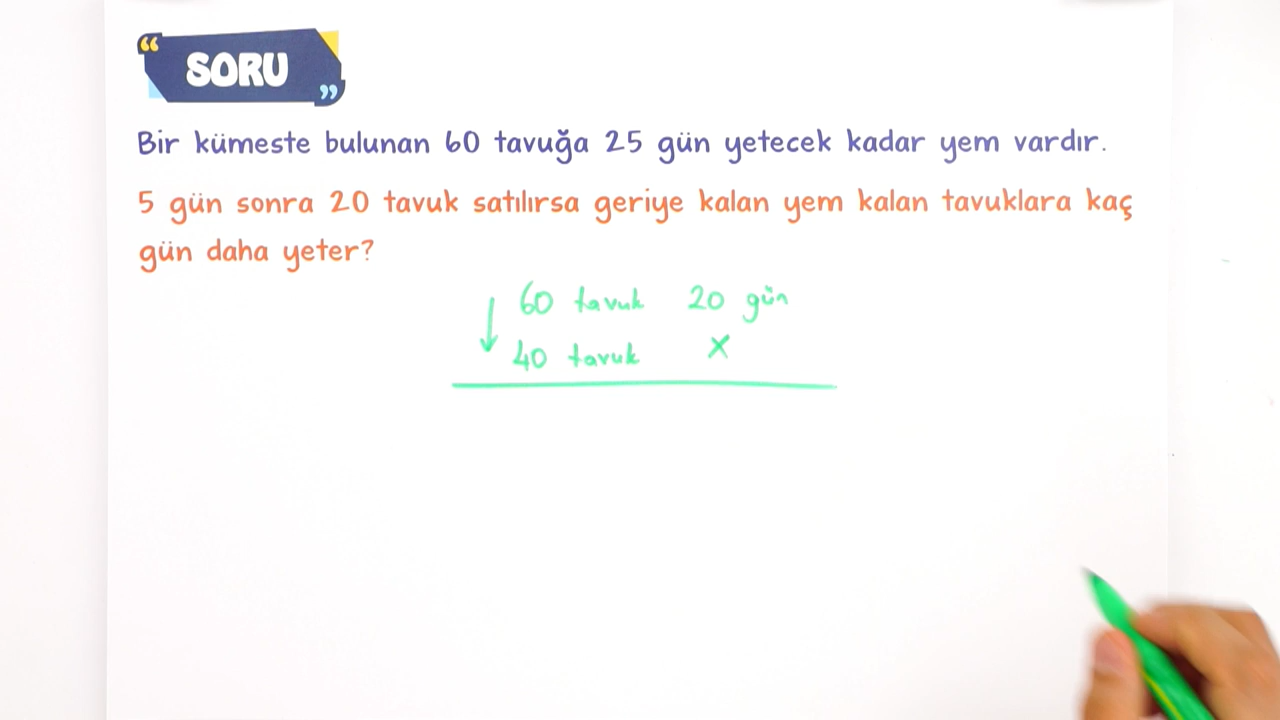 “ SORU ”
Bir kümeste bulunan 60 tavuğa 25 gün yetecek kadar yem vardır.
5 gün sonra 20 tavuk satılırsa geriye kalan yem kalan tavuklara kaç
gün daha yeter?
↓ 60 tavuk 20 gün
40 tavuk X